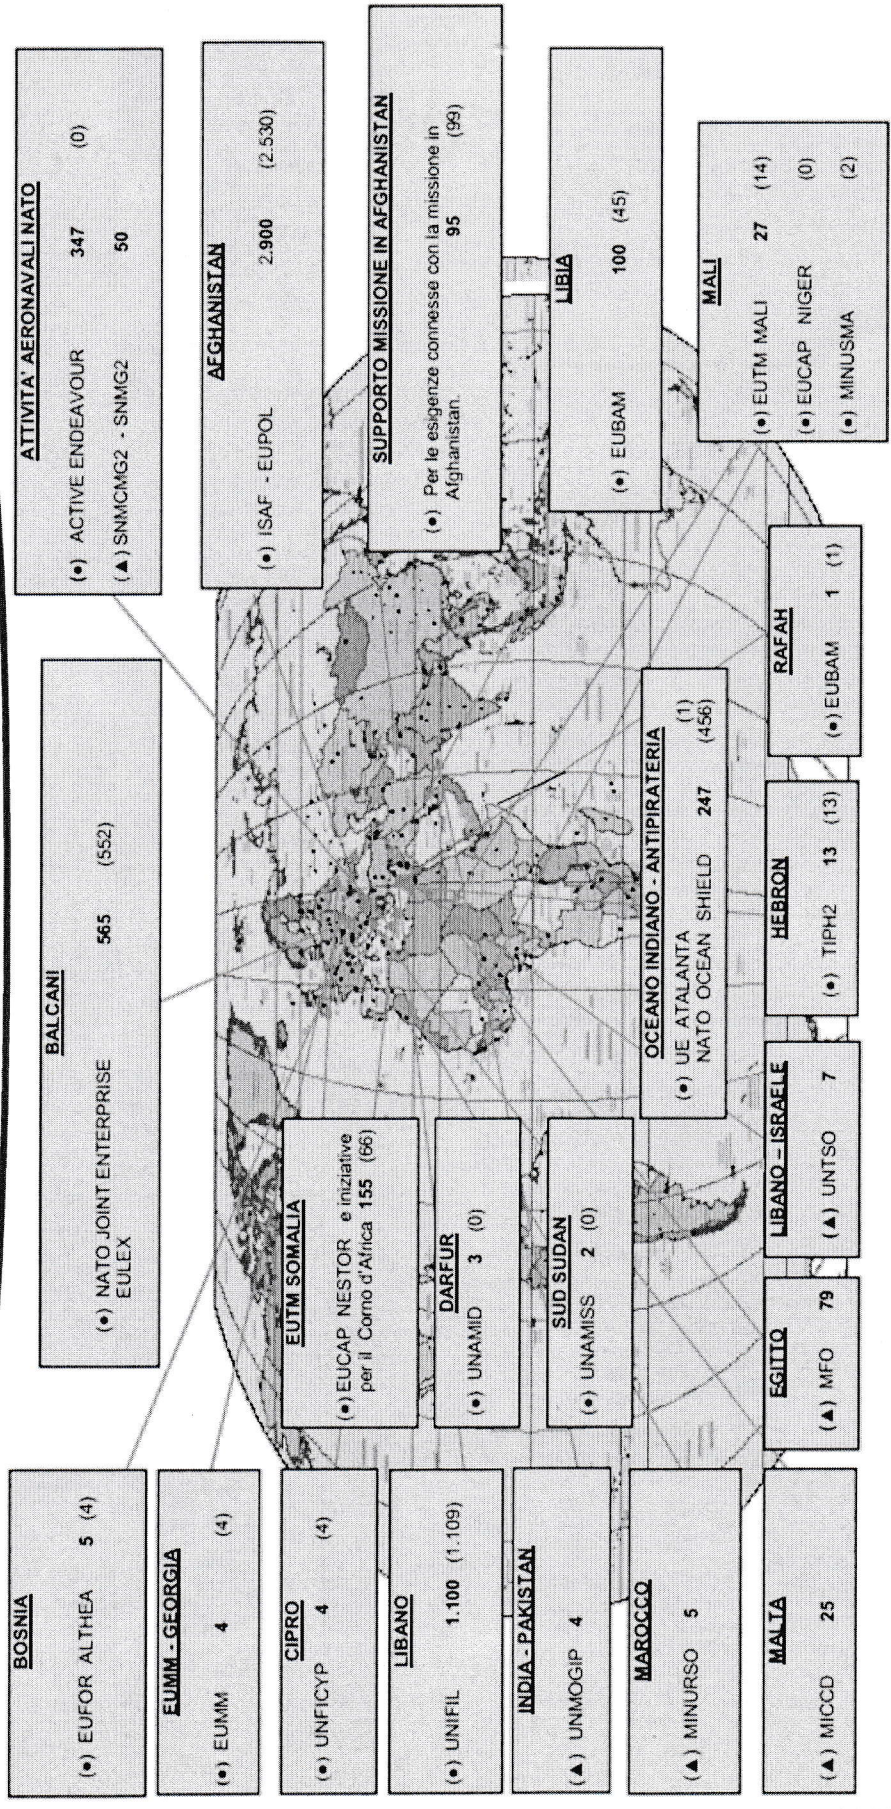 BOSNIA
(●) EUFOR ALTHEA 5 (4)
EUMM - GEORGIA
(●) EUMM 4 (4)
CIPRO
(●) UNFICYP 4 (4)
LIBANO
(●) UNIFIL 1.100 (1.109)
INDIA - PAKISTAN
(▲) UNMOGIP 4
MAROCCO
(▲) MINURSO 5
MALTA
(▲) MICCD 25
BALCANI
(●) NATO JOINT ENTERPRISE 565 (552)
EULEX
EUTM SOMALIA
(●) EUCAP NESTOR e iniziative
per il Corno d'Africa 155 (66)
DARFUR
(●) UNAMID 3 (0)
SUD SUDAN
(●) UNAMISS 2 (0)
EGITTO
(▲) MFO 79
LIBANO – ISRAELE
(▲) UNTSO 7
HEBRON
(●) TIPH2 13 (13)
RAFAH
(●) EUBAM 1 (1)
OCEANO INDIANO - ANTIPIRATERIA
(●) UE ATALANTA (1)
NATO OCEAN SHIELD 247 (456)
ATTIVITA' AERONAVALI NATO
(●) ACTIVE ENDEAVOUR 347 (0)
(▲) SNMCMG2 - SNMG2 50
AFGHANISTAN
(●) ISAF - EUPOL 2.900 (2.530)
SUPPORTO MISSIONE IN AFGHANISTAN
(●) Per le esigenze connesse con la missione in
Afghanistan. 95 (99)
LIBIA
(●) EUBAM 100 (45)
MALI
(●) EUTM MALI 27 (14)
(●) EUCAP NIGER (0)
(●) MINUSMA (2)